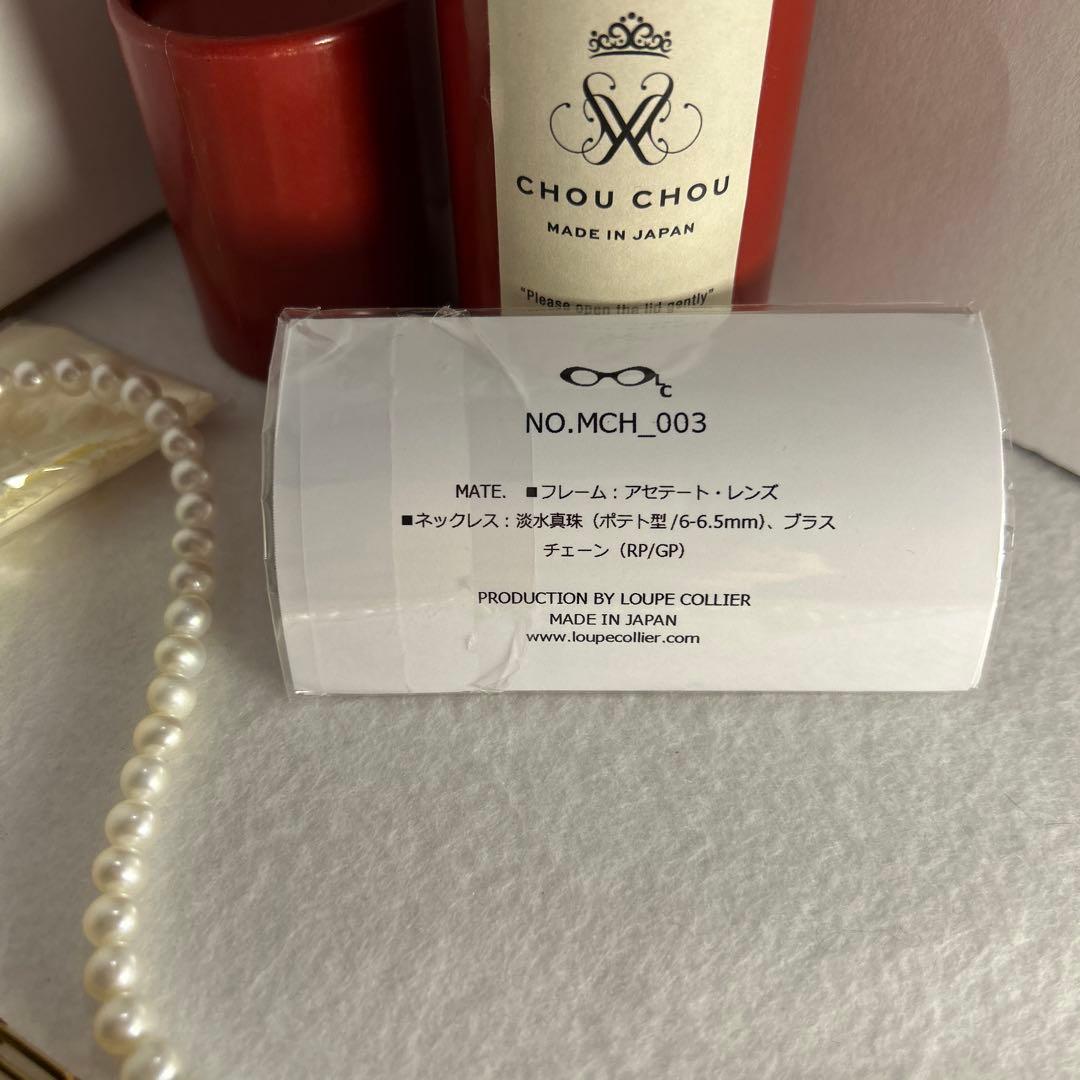 CHOU CHOU
MADE IN JAPAN
"Please open the lid gently"
LC
NO.MCH_003
MATE. ■フレーム：アセテート・レンズ
■ネックレス：淡水真珠（ポテト型/6-6.5mm）、ブラス
チェーン（RP/GP）
PRODUCTION BY LOUPE COLLIER
MADE IN JAPAN
www.loupecollier.com